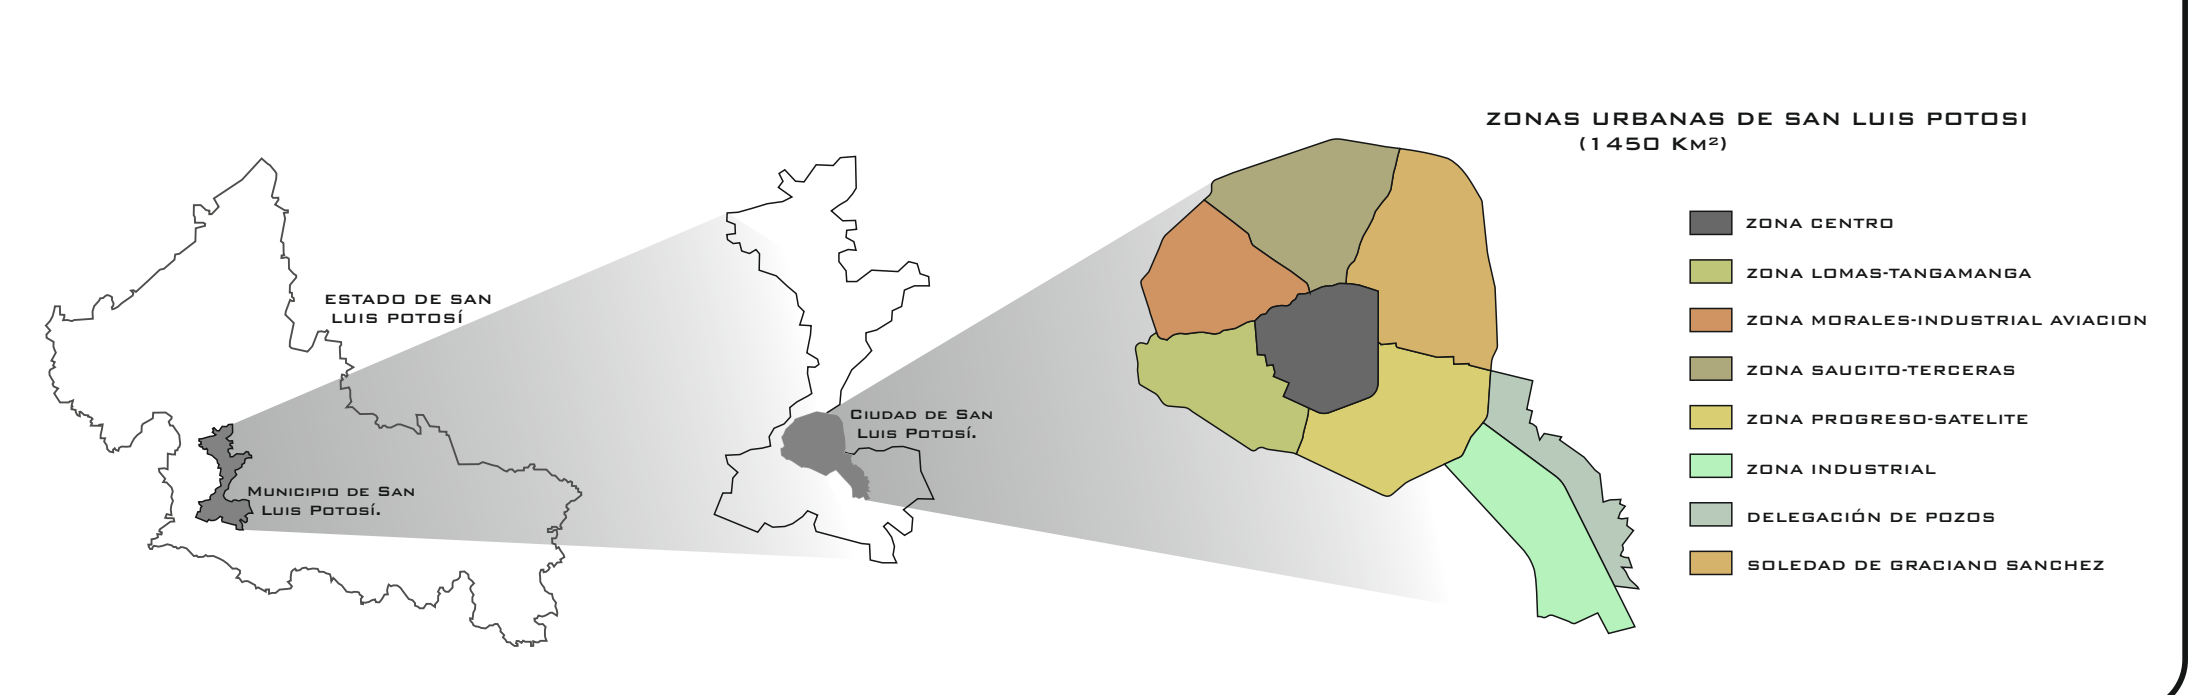 ZONAS URBANAS DE SAN LUIS POTOSI
(1450 Km²)
ESTADO DE SAN
LUIS POTOSÍ
Municipio de San
Luis Potosí.
Ciudad de San
Luis Potosí.
ZONA CENTRO
ZONA LOMAS-TANGAMANGA
ZONA MORALES-INDUSTRIAL AVIACION
ZONA SAUCITO-TERCERAS
ZONA PROGRESO-SATELITE
ZONA INDUSTRIAL
DELEGACIÓN DE POZOS
SOLEDAD DE GRACIANO SANCHEZ